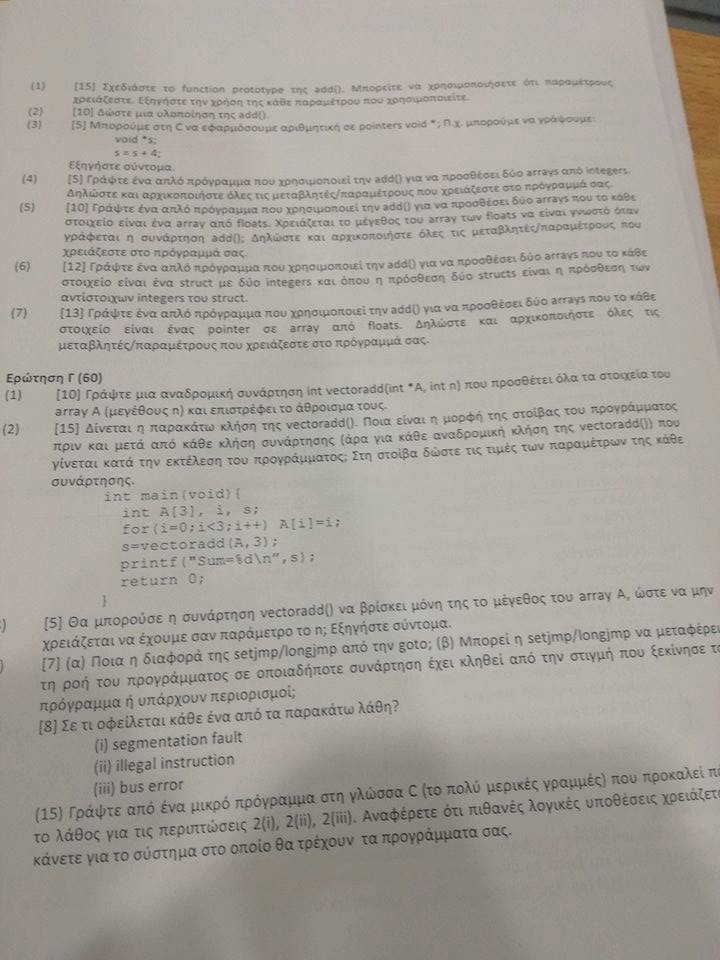 (1) [15] Σχεδιάστε το function prototype της add(). Μπορείτε να χρησιμοποιήσετε ότι παραμέτρους
χρειάζεστε. Εξηγήστε την χρήση της κάθε παραμέτρου που χρησιμοποιείτε.
(2) [10] Δώστε μια υλοποίηση της add().
(3) [5] Μπορούμε στη C να εφαρμόσουμε αριθμητική σε pointers void *; Π.χ. μπορούμε να γράψουμε:
void *s;
s = s + 4;
Εξηγήστε σύντομα.
(4) [5] Γράψτε ένα απλό πρόγραμμα που χρησιμοποιεί την add() για να προσθέσει δύο arrays από integers.
Δηλώστε και αρχικοποιήστε όλες τις μεταβλητές/παραμέτρους που χρειάζεστε στο πρόγραμμά σας.
(5) [10] Γράψτε ένα απλό πρόγραμμα που χρησιμοποιεί την add() για να προσθέσει δύο arrays που το κάθε
στοιχείο είναι ένα array από floats. Χρειάζεται το μέγεθος του array των floats να είναι γνωστό όταν
γράφεται η συνάρτηση add(); Δηλώστε και αρχικοποιήστε όλες τις μεταβλητές/παραμέτρους που
χρειάζεστε στο πρόγραμμά σας.
(6) [12] Γράψτε ένα απλό πρόγραμμα που χρησιμοποιεί την add() για να προσθέσει δύο arrays που το κάθε
στοιχείο είναι ένα struct με δύο integers και όπου η πρόσθεση δύο structs είναι η πρόσθεση των
αντίστοιχων integers του struct.
(7) [13] Γράψτε ένα απλό πρόγραμμα που χρησιμοποιεί την add() για να προσθέσει δύο arrays που το κάθε
στοιχείο είναι ένας pointer σε array από floats. Δηλώστε και αρχικοποιήστε όλες τις
μεταβλητές/παραμέτρους που χρειάζεστε στο πρόγραμμά σας.
Ερώτηση Γ (60)
(1) [10] Γράψτε μια αναδρομική συνάρτηση int vectoradd(int *A, int n) που προσθέτει όλα τα στοιχεία του
array A (μεγέθους n) και επιστρέφει το άθροισμα τους.
(2) [15] Δίνεται η παρακάτω κλήση της vectoradd(). Ποια είναι η μορφή της στοίβας του προγράμματος
πριν και μετά από κάθε κλήση συνάρτησης (άρα για κάθε αναδρομική κλήση της vectoradd()) που
γίνεται κατά την εκτέλεση του προγράμματος; Στη στοίβα δώστε τις τιμές των παραμέτρων της κάθε
συνάρτησης.
int main(void){
int A[3], i, s;
for(i=0;i<3;i++) A[i]=i;
s=vectoradd(A,3);
printf("Sum=%d\n",s);
return 0;
}
) [5] Θα μπορούσε η συνάρτηση vectoradd() να βρίσκει μόνη της το μέγεθος του array A, ώστε να μην
χρειάζεται να έχουμε σαν παράμετρο το n; Εξηγήστε σύντομα.
) [7] (α) Ποια η διαφορά της setjmp/longjmp από την goto; (β) Μπορεί η setjmp/longjmp να μεταφέρει
τη ροή του προγράμματος σε οποιαδήποτε συνάρτηση έχει κληθεί από την στιγμή που ξεκίνησε το
πρόγραμμα ή υπάρχουν περιορισμοί;
[8] Σε τι οφείλεται κάθε ένα από τα παρακάτω λάθη?
(i) segmentation fault
(ii) illegal instruction
(iii) bus error
(15) Γράψτε από ένα μικρό πρόγραμμα στη γλώσσα C (το πολύ μερικές γραμμές) που προκαλεί
το λάθος για τις περιπτώσεις 2(i), 2(ii), 2(iii). Αναφέρετε ότι πιθανές λογικές υποθέσεις χρειάζετα
κάνετε για το σύστημα στο οποίο θα τρέχουν τα προγράμματα σας.